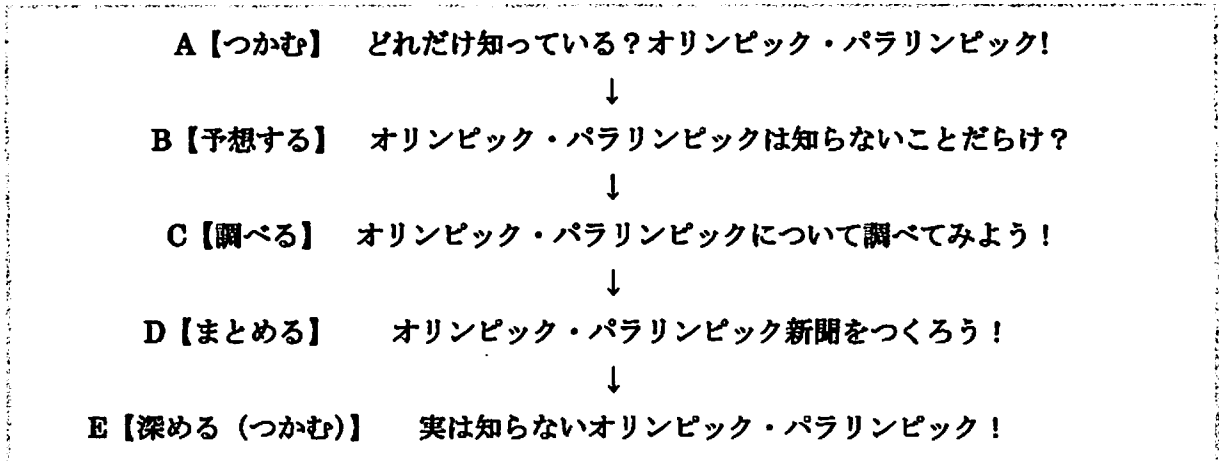 A【つかむ】 どれだけ知っている？オリンピック・パラリンピック!
↓
B【予想する】 オリンピック・パラリンピックは知らないことだらけ？
↓
C【調べる】 オリンピック・パラリンピックについて調べてみよう！
↓
D【まとめる】 オリンピック・パラリンピック新聞をつくろう！
↓
E【深める（つかむ）】 実は知らないオリンピック・パラリンピック！